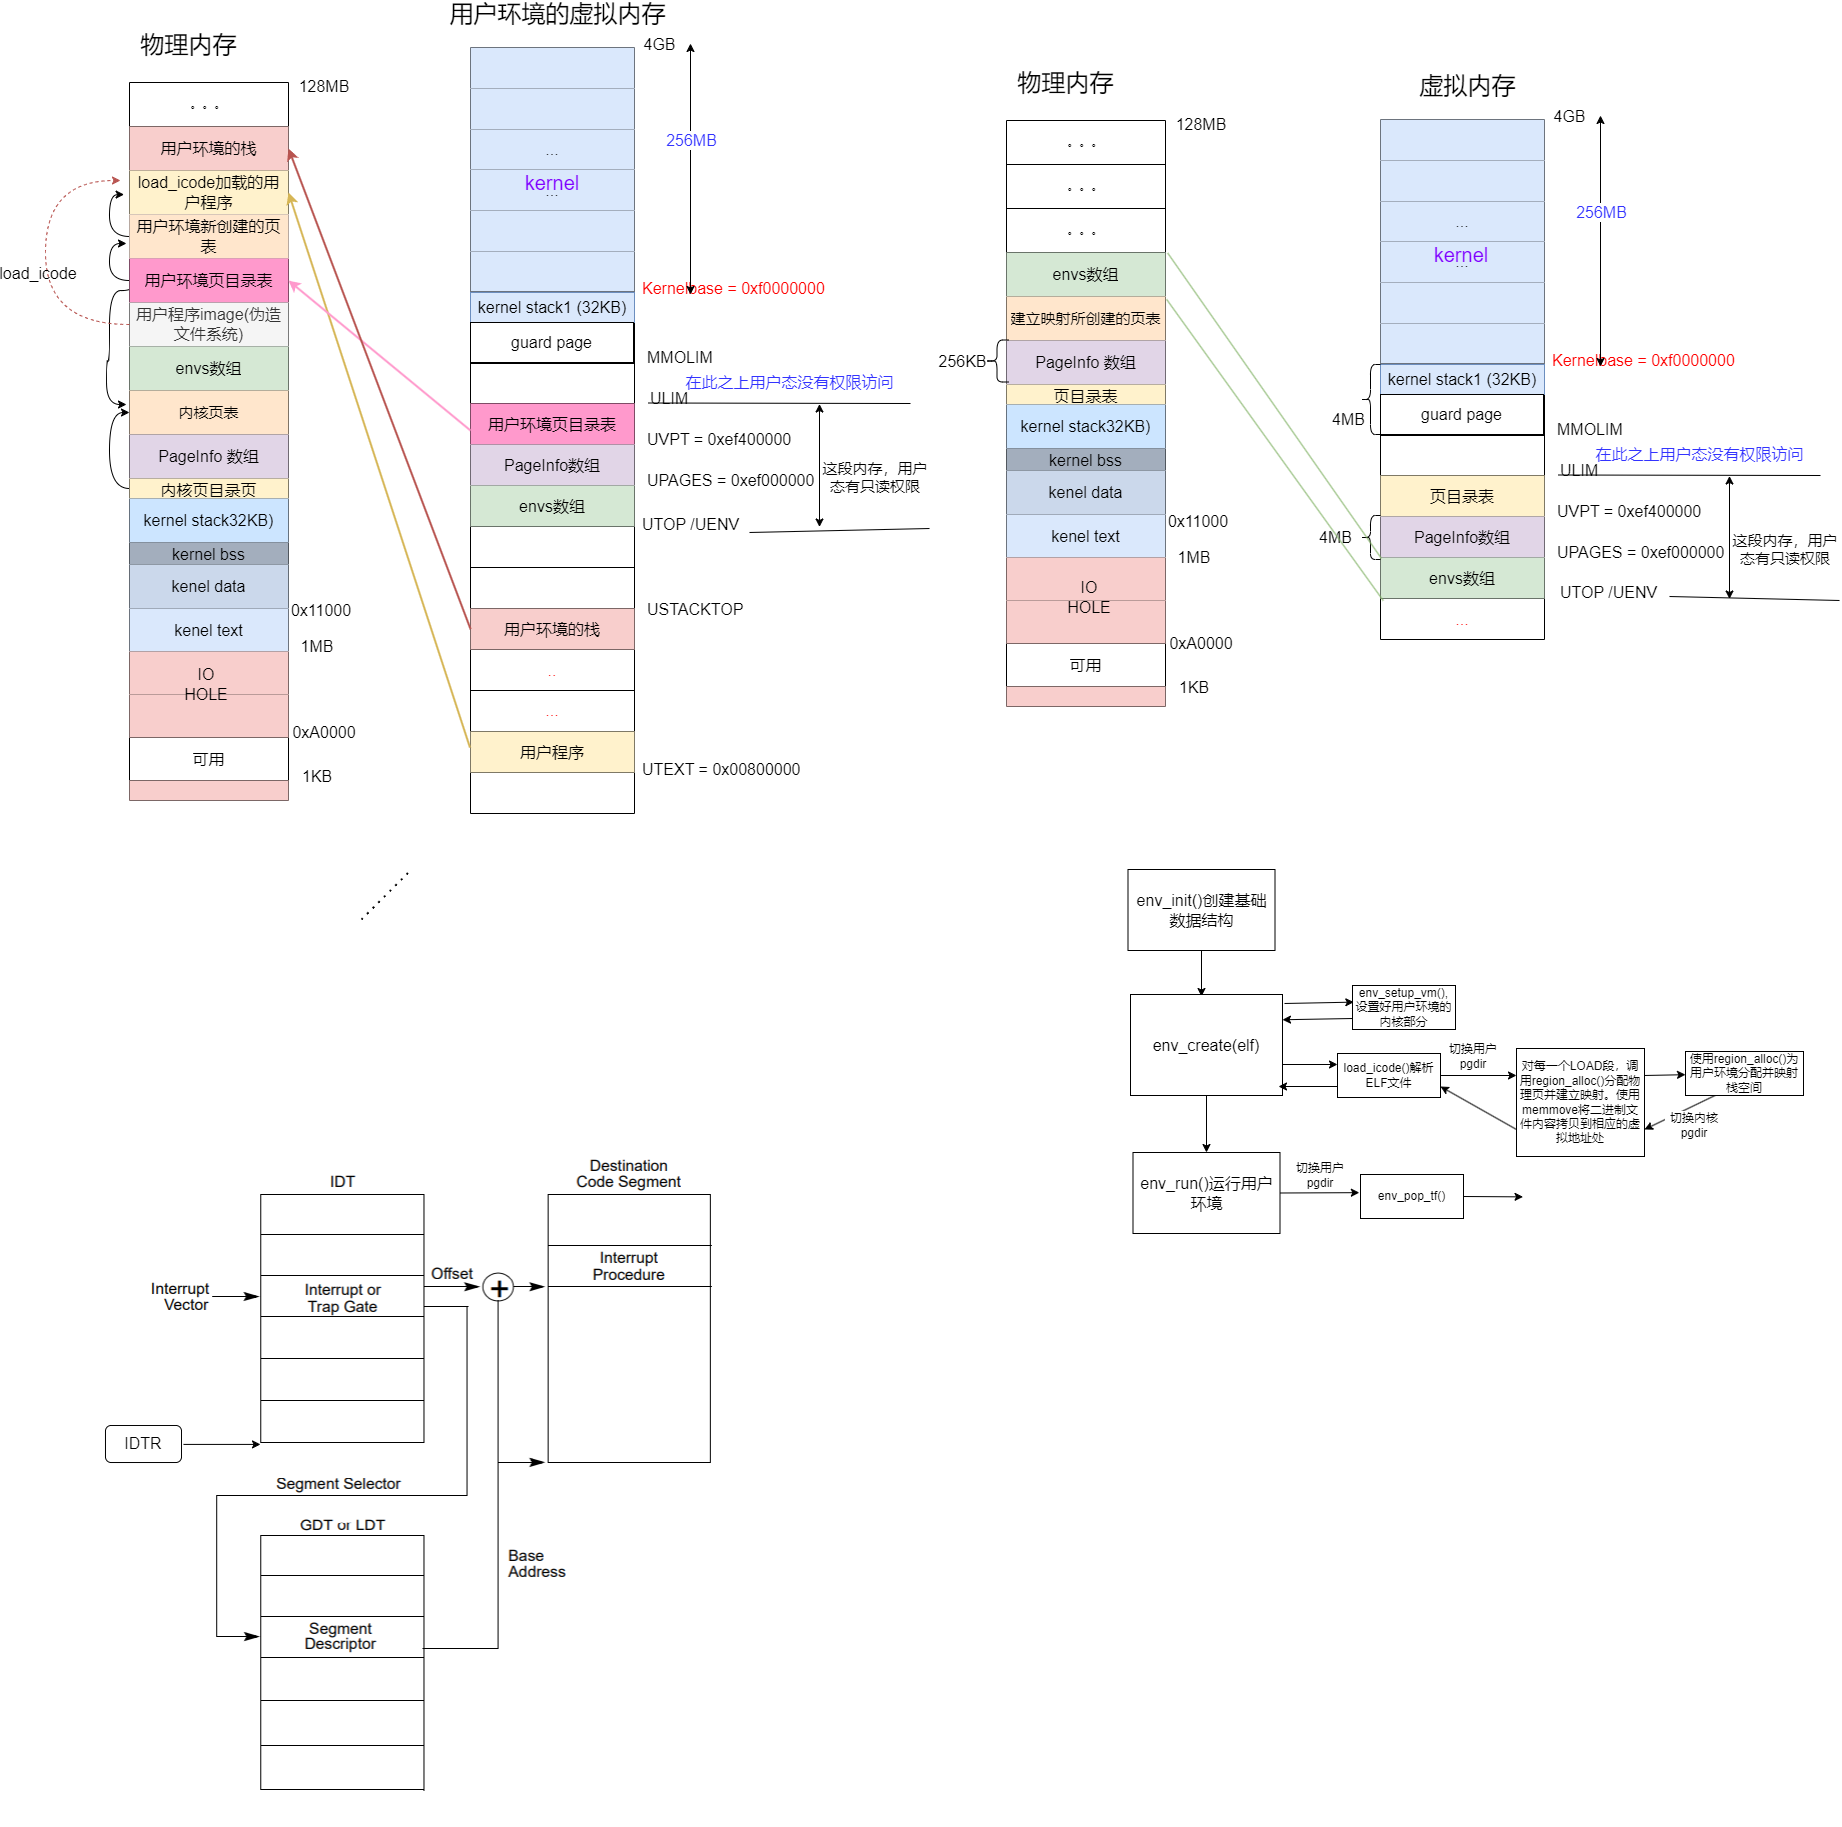 用户环境的虚拟内存
物理内存
4GB
128MB
。。。
用户环境的栈
load_icode加载的用
户程序
用户环境新创建的页
表
load_icode
用户环境页目录表
用户程序image(伪造
文件系统)
envs数组
内核页表
PageInfo 数组
内核页目录页
kernel stack32KB)
kernel bss
kenel data
0x11000
kenel text
1MB
IO
HOLE
0xA0000
可用
1KB
256MB
...
kernel
...
Kernelbase = 0xf0000000
kernel stack1 (32KB)
guard page
MMOLIM
在此之上用户态没有权限访问
ULIM
用户环境页目录表
UVPT = 0xef400000
PageInfo数组
UPAGES = 0xef000000
这段内存，用户
态有只读权限
envs数组
UTOP /UENV
USTACKTOP
用户环境的栈
..
...
用户程序
UTEXT = 0x00800000
物理内存
128MB
。。。
。。。
。。。
envs数组
建立映射所创建的页表
256KB
PageInfo 数组
页目录表
kernel stack32KB)
kernel bss
kenel data
0x11000
kenel text
1MB
IO
HOLE
0xA0000
可用
1KB
虚拟内存
4GB
256MB
...
kernel
...
Kernelbase = 0xf0000000
kernel stack1 (32KB)
4MB
guard page
MMOLIM
在此之上用户态没有权限访问
ULIM
页目录表
UVPT = 0xef400000
4MB
PageInfo数组
UPAGES = 0xef000000
这段内存，用户
态有只读权限
envs数组
UTOP /UENV
...
env_init()创建基础
数据结构
env_create(elf)
env_setup_vm(),
设置好用户环境的
内核部分
load_icode()解析
ELF文件
切换用户
pgdir
对每一个LOAD段，调
用region_alloc()分配物
理页并建立映射。使用
memmove将二进制文
件内容拷贝到相应的虚
拟地址处
使用region_alloc()为
用户环境分配并映射
栈空间
切换内核
pgdir
env_run()运行用户
环境
切换用户
pgdir
env_pop_tf()
IDT
Destination
Code Segment
Interrupt
Vector
Interrupt or
Trap Gate
Offset
+
Interrupt
Procedure
IDTR
Segment Selector
GDT or LDT
Base
Address
Segment
Descriptor